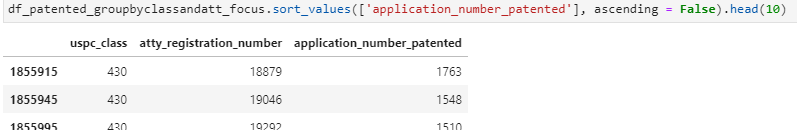 df_patented_groupbyclassandatt_focus.sort_values(['application_number_patented'], ascending = False).head(10)
uspc_class atty_registration_number application_number_patented
1855915 430 18879 1763
1855945 430 19046 1548
1855995 430 19292 1510